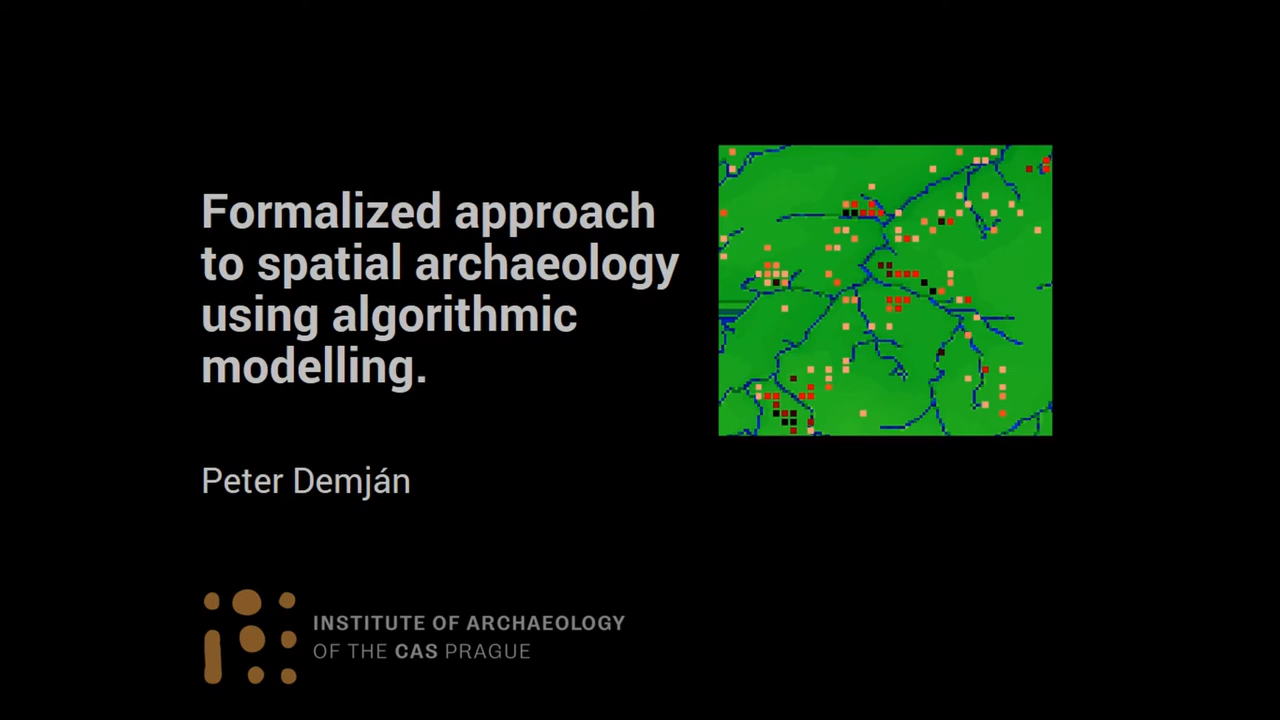 Formalized approach
to spatial archaeology
using algorithmic
modelling.
Peter Demján
INSTITUTE OF ARCHAEOLOGY
OF THE CAS PRAGUE